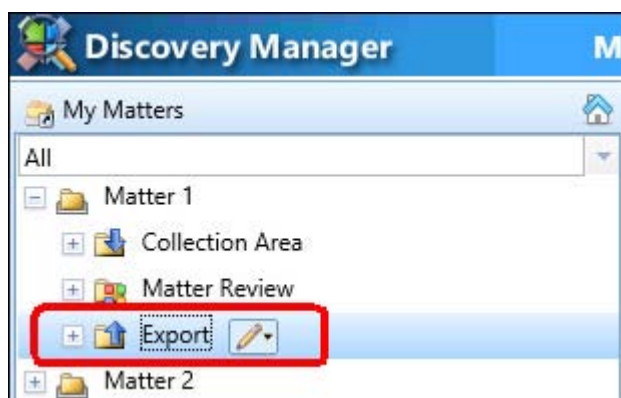 Discovery Manager M
My Matters
All
Matter 1
Collection Area
Matter Review
Export
Matter 2